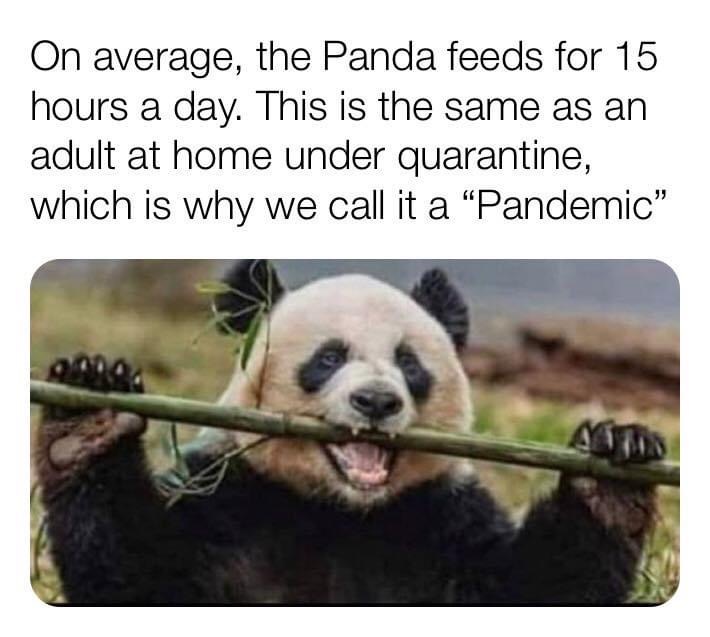 On average, the Panda feeds for 15
hours a day. This is the same as an
adult at home under quarantine,
which is why we call it a “Pandemic”